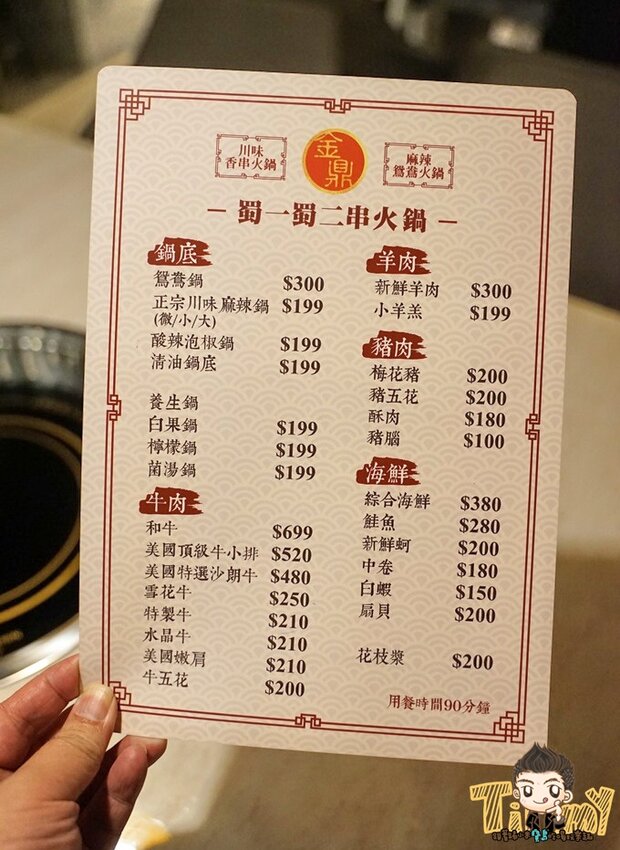 川味
香串火鍋
金鼎
麻辣
鴛鴦火鍋
－蜀一蜀二串火鍋－
鍋底
鴛鴦鍋 $300
正宗川味麻辣鍋 $199
(微/小/大)
酸辣泡椒鍋 $199
清油鍋底 $199
養生鍋
白果鍋 $199
檸檬鍋 $199
菌湯鍋 $199
牛肉
和牛 $699
美國頂級牛小排 $520
美國特選沙朗牛 $480
雪花牛 $250
特製牛 $210
水晶牛 $210
美國嫩肩 $210
牛五花 $200
羊肉
新鮮羊肉 $300
小羊羔 $199
豬肉
梅花豬 $200
豬五花 $200
酥肉 $180
豬腦 $100
海鮮
綜合海鮮 $380
鮭魚 $280
新鮮蚵 $200
中卷 $180
白蝦 $150
扇貝 $200
花枝漿 $200
用餐時間90分鐘